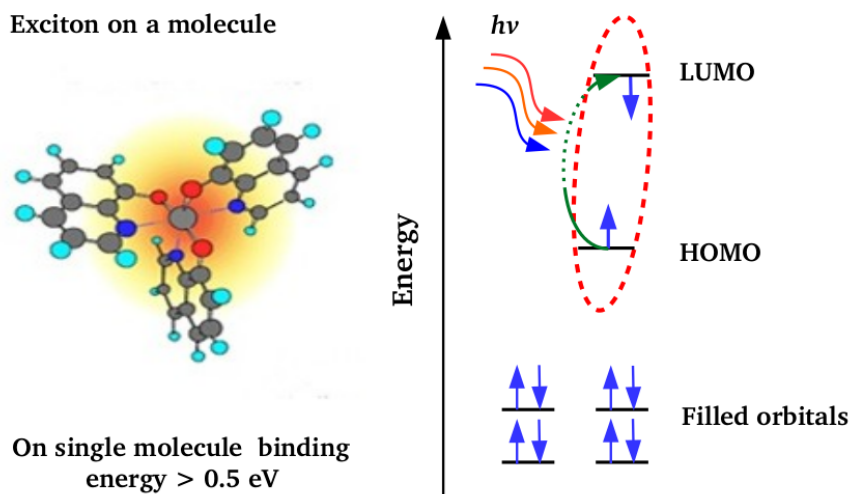 Exciton on a molecule
hν
LUMO
Energy
HOMO
Filled orbitals
On single molecule binding
energy > 0.5 eV